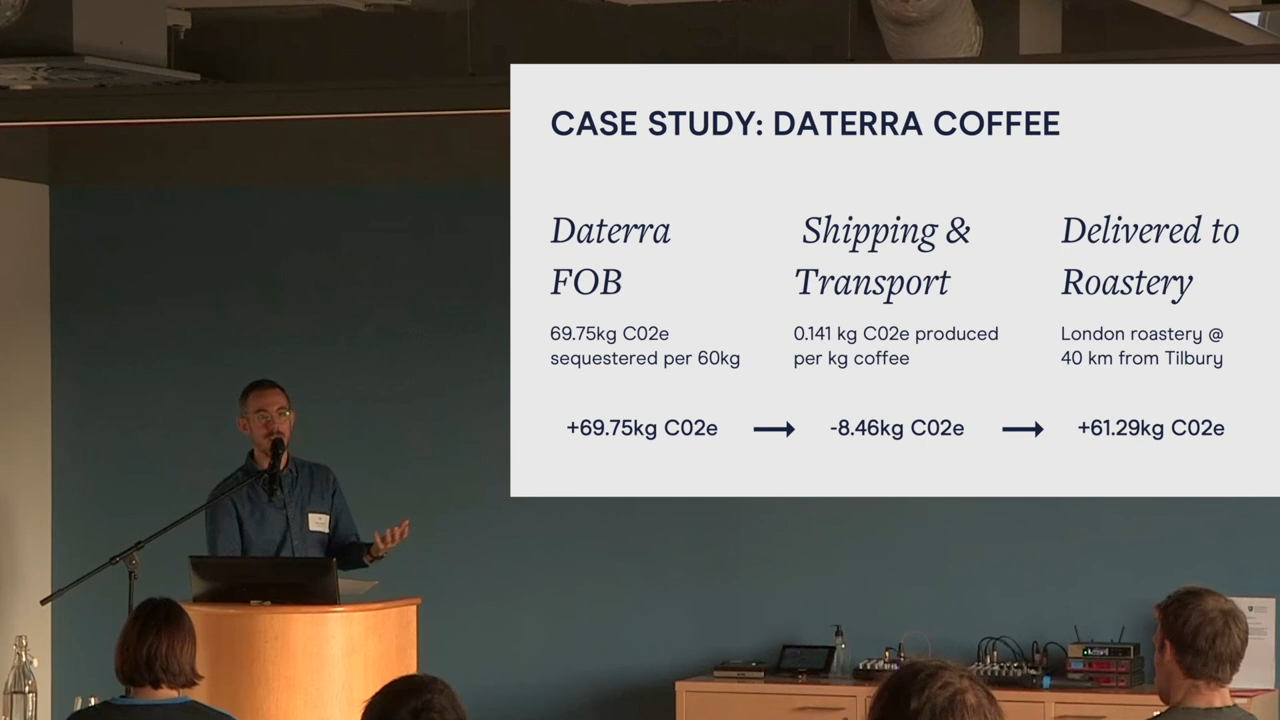 CASE STUDY: DATERRA COFFEE
Daterra
FOB
69.75kg C02e
sequestered per 60kg
Shipping &
Transport
0.141 kg C02e produced
per kg coffee
Delivered to
Roastery
London roastery @
40 km from Tilbury
+69.75kg C02e
-8.46kg C02e
+61.29kg C02e